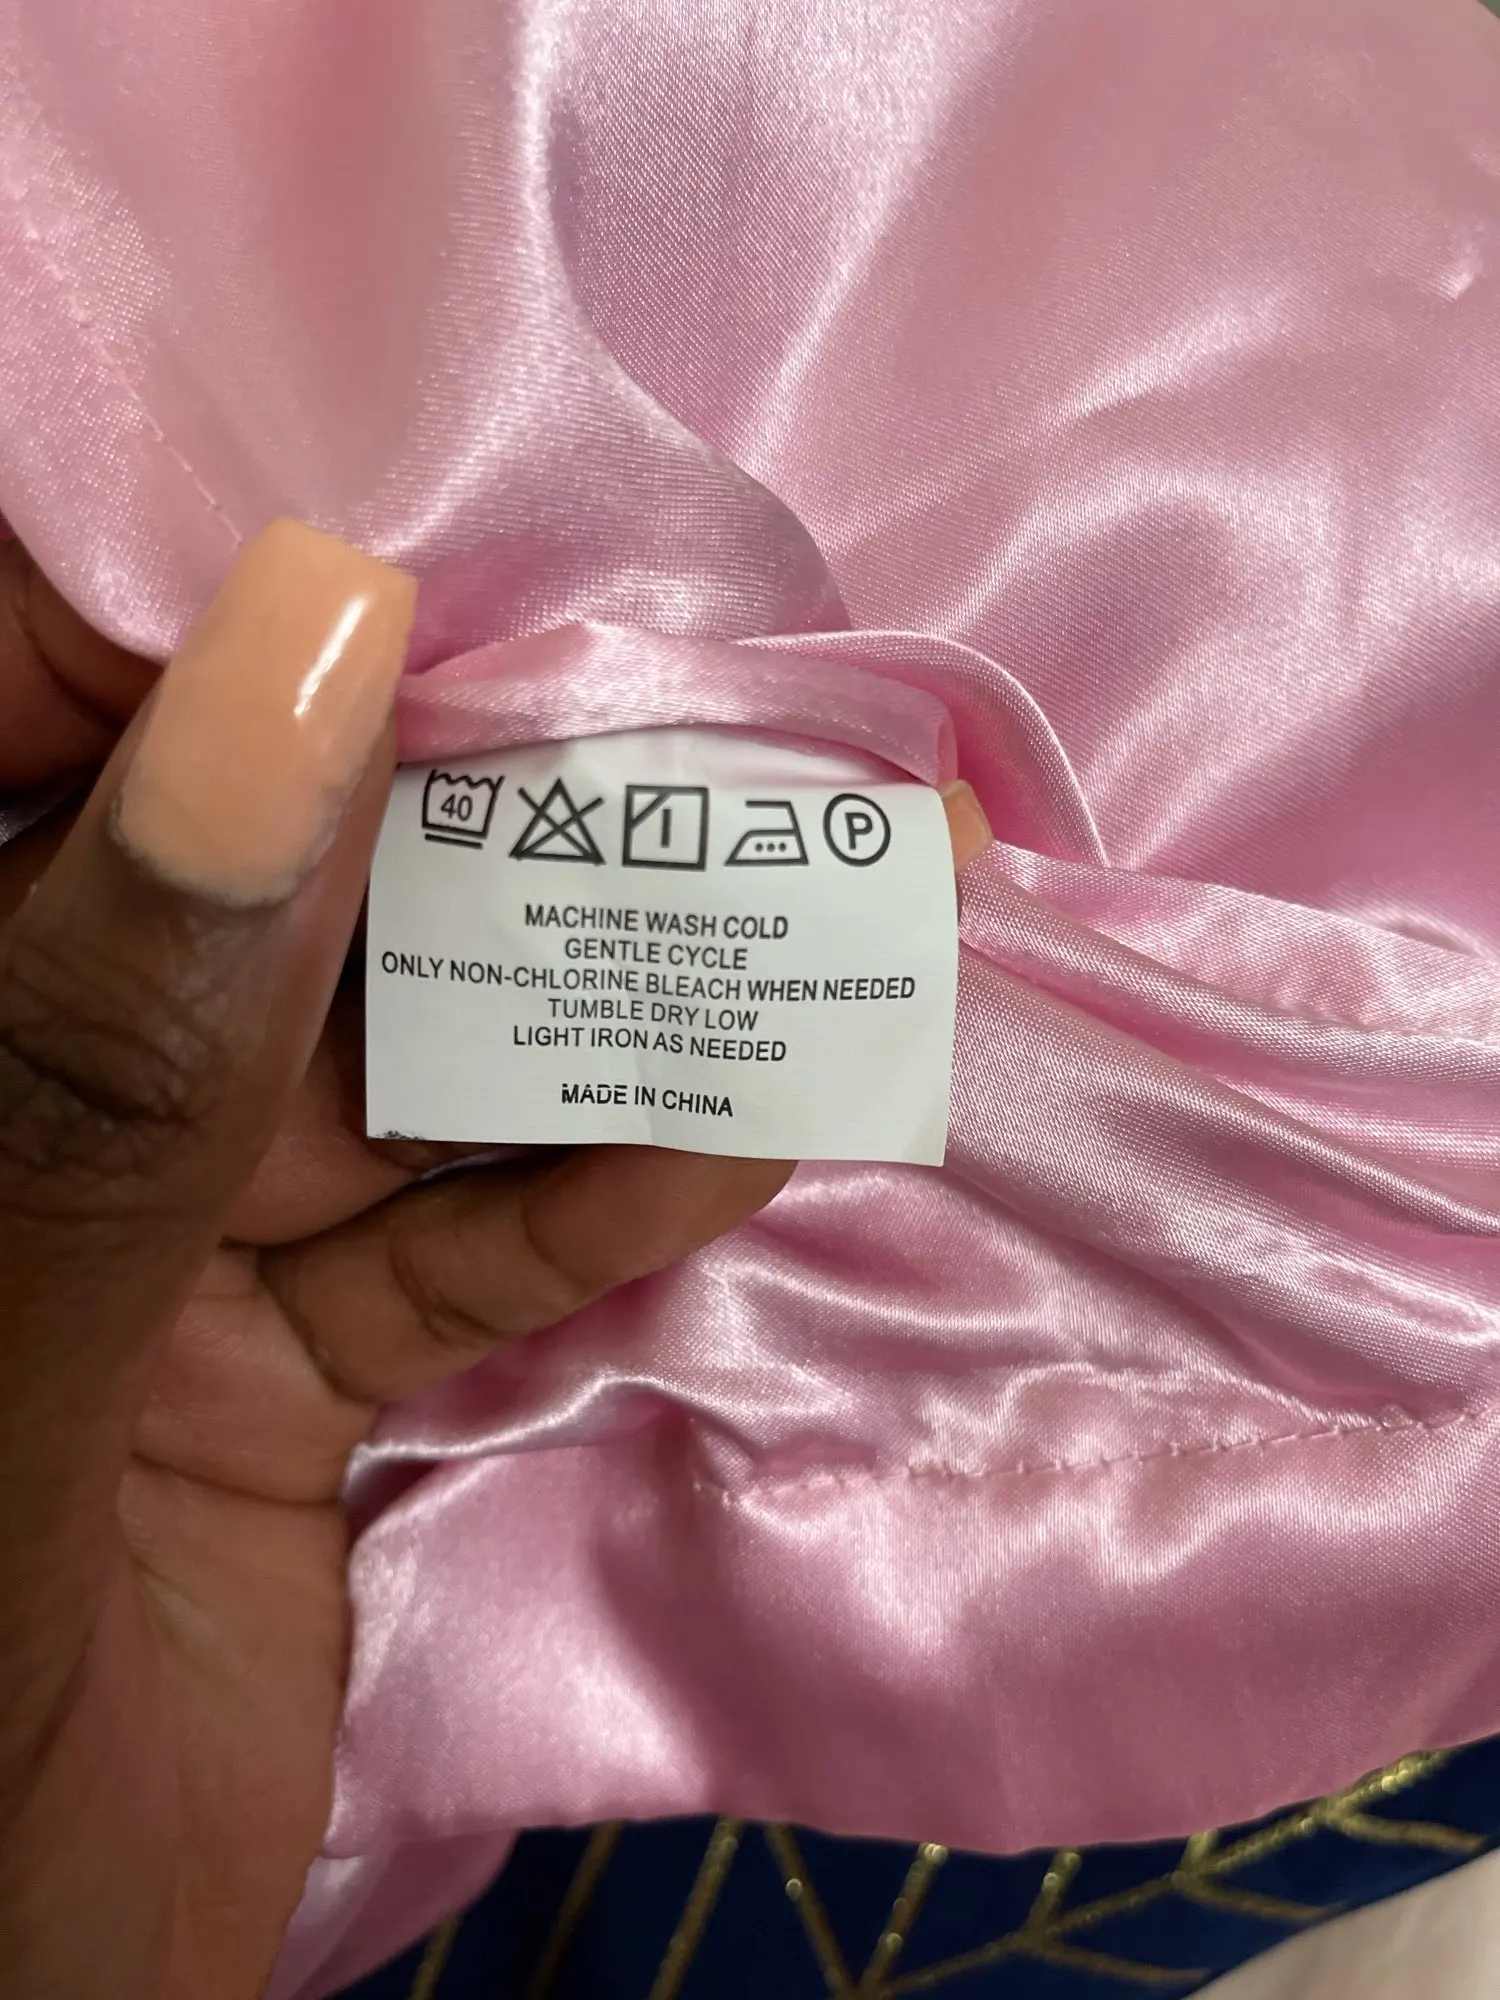 40
P
MACHINE WASH COLD
GENTLE CYCLE
ONLY NON-CHLORINE BLEACH WHEN NEEDED
TUMBLE DRY LOW
LIGHT IRON AS NEEDED
MADE IN CHINA